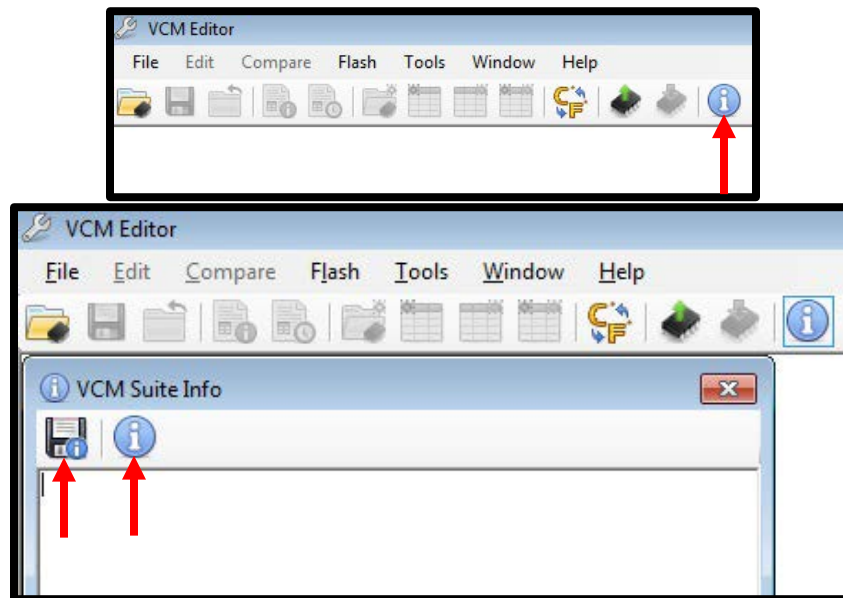 VCM Editor
File Edit Compare Flash Tools Window Help
VCM Editor
File Edit Compare Flash Tools Window Help
VCM Suite Info